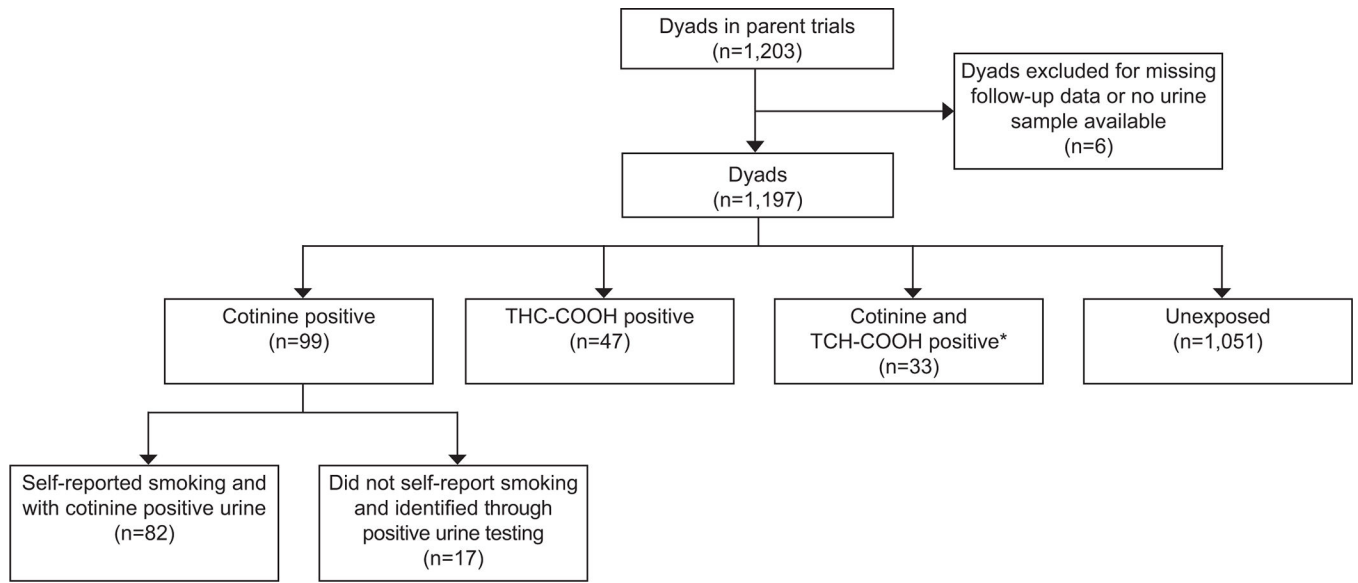 Dyads in parent trials
(n=1,203)
Dyads excluded for missing
follow-up data or no urine
sample available
(n=6)
Dyads
(n=1,197)
Cotinine positive
(n=99)
THC-COOH positive
(n=47)
Cotinine and
TCH-COOH positive*
(n=33)
Unexposed
(n=1,051)
Self-reported smoking and
with cotinine positive urine
(n=82)
Did not self-report smoking
and identified through
positive urine testing
(n=17)